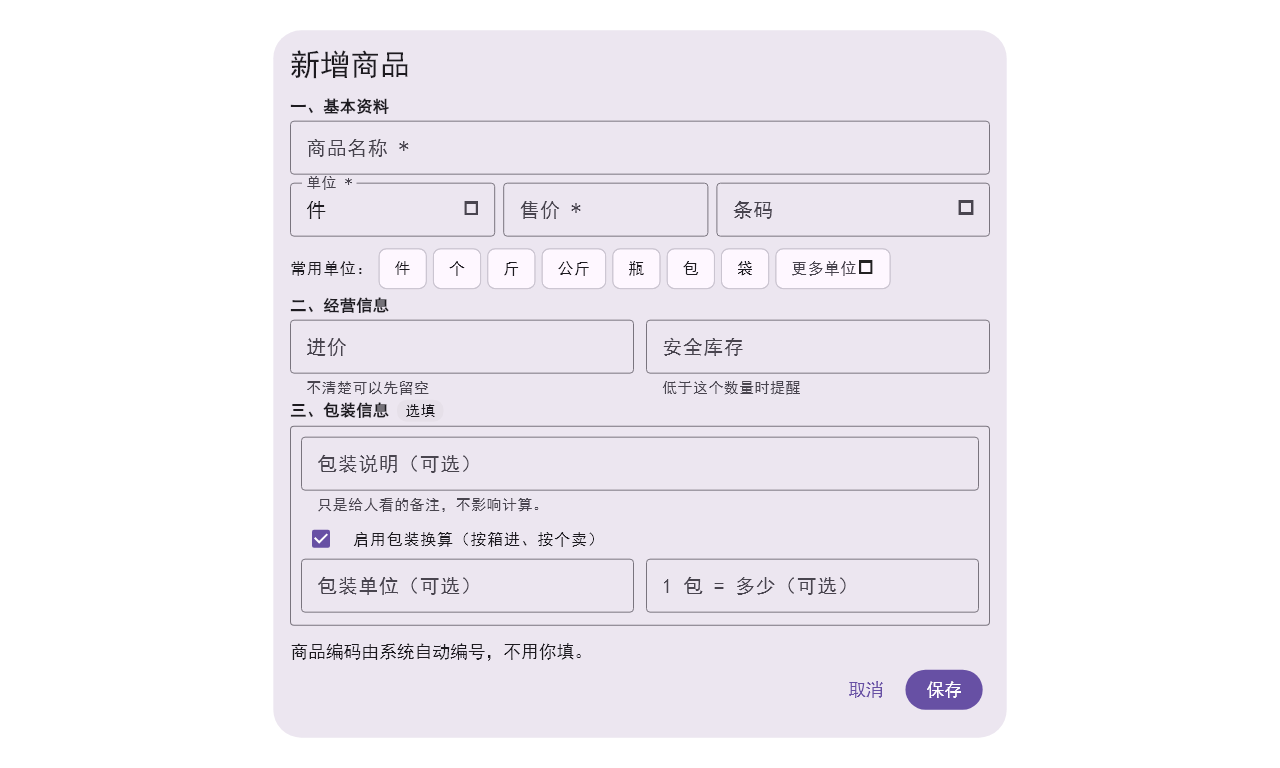 新增商品
一、基本资料
商品名称 *
单位 *
件 售价 * 条码
常用单位： 件 个 斤 公斤 瓶 包 袋 更多单位
二、经营信息
进价 安全库存
不清楚可以先留空 低于这个数量时提醒
三、包装信息 选填
包装说明（可选）
只是给人看的备注，不影响计算。
启用包装换算（按箱进、按个卖）
包装单位（可选） 1 包 = 多少（可选）
商品编码由系统自动编号，不用你填。
取消 保存